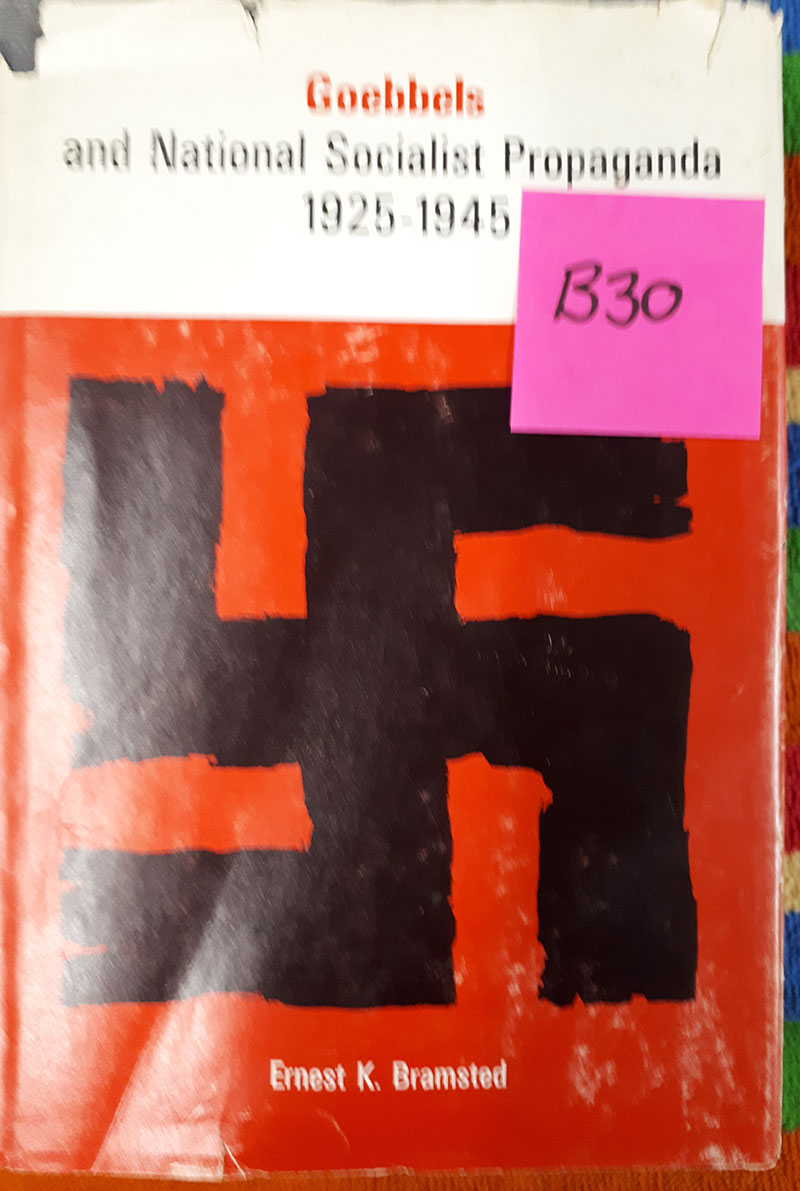 Goebbels
and National Socialist Propaganda
1925-1945
B30
Ernest K. Bramsted